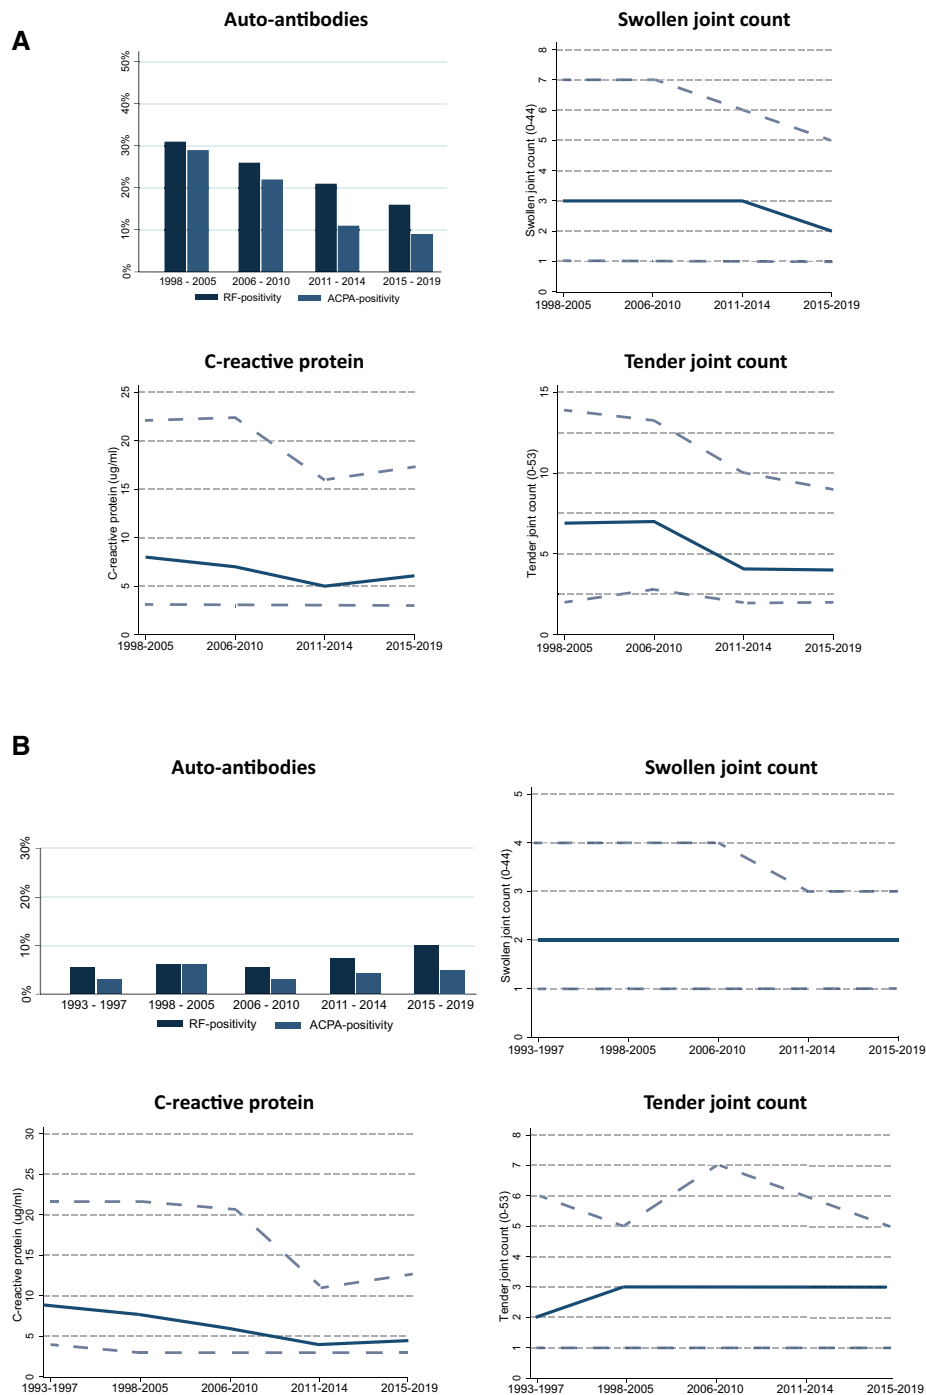 A
Auto-antibodies
50%
40%
30%
20%
10%
0%
1998 - 2005 2006 - 2010 2011 - 2014 2015 - 2019
RF-positivity ACPA-positivity
Swollen joint count
Swollen joint count (0-44)
8
7
6
5
4
3
2
1
0
1998-2005 2006-2010 2011-2014 2015-2019
C-reactive protein
C-reactive protein (ug/ml)
25
20
15
10
5
0
1998-2005 2006-2010 2011-2014 2015-2019
Tender joint count
Tender joint count (0-53)
15
10
5
0
1998-2005 2006-2010 2011-2014 2015-2019
B
Auto-antibodies
30%
20%
10%
0%
1993 - 1997 1998 - 2005 2006 - 2010 2011 - 2014 2015 - 2019
RF-positivity ACPA-positivity
Swollen joint count
Swollen joint count (0-44)
5
4
3
2
1
0
1993-1997 1998-2005 2006-2010 2011-2014 2015-2019
C-reactive protein
C-reactive protein (ug/ml)
30
25
20
15
10
5
0
1993-1997 1998-2005 2006-2010 2011-2014 2015-2019
Tender joint count
Tender joint count (0-53)
8
7
6
5
4
3
2
1
0
1993-1997 1998-2005 2006-2010 2011-2014 2015-2019